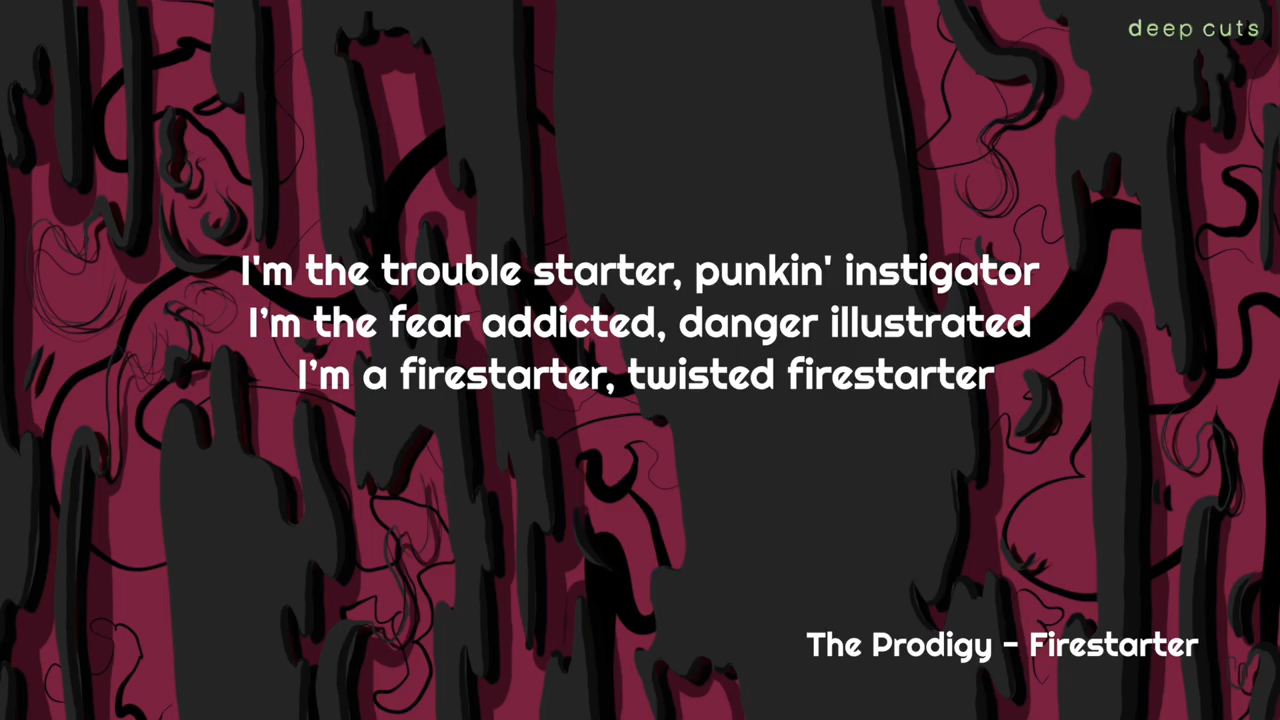 deep cuts
I'm the trouble starter, punkin' instigator
I’m the fear addicted, danger illustrated
I’m a firestarter, twisted firestarter
The Prodigy - Firestarter